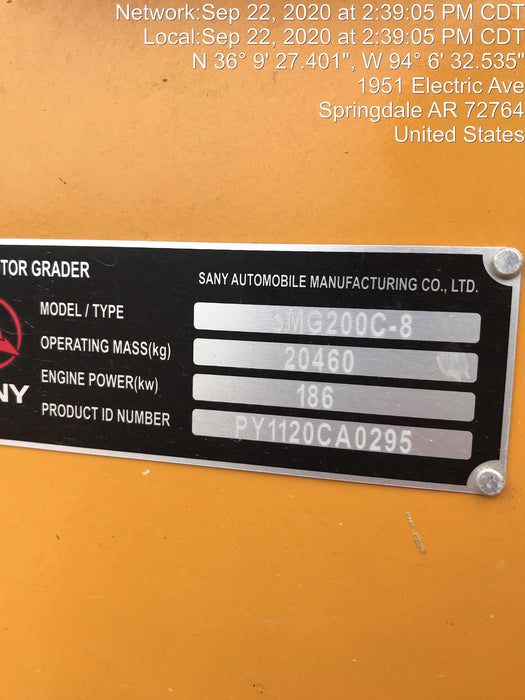 Network:Sep 22, 2020 at 2:39:05 PM CDT
Local:Sep 22, 2020 at 2:39:05 PM CDT
N 36° 9' 27.401", W 94° 6' 32.535"
1951 Electric Ave
Springdale AR 72764
United States
TOR GRADER
SANY AUTOMOBILE MANUFACTURING CO., LTD.
MODEL / TYPE SMG200C-8
OPERATING MASS(kg) 20460
ENGINE POWER(kw) 186
NY
PRODUCT ID NUMBER PY1120CA0295